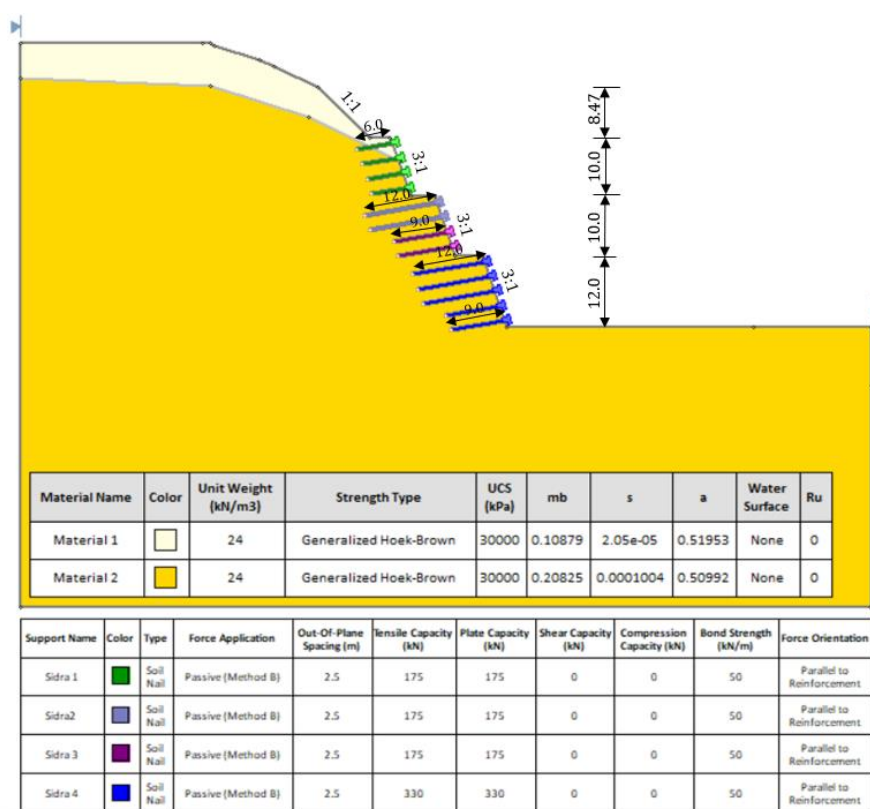 1:1
6.0
3:1
12.0
9.0
3:1
12.0
3:1
9.0
8.47
10.0
10.0
12.0
Material Name Color Unit Weight (kN/m3) Strength Type UCS (kPa) mb s a Water Surface Ru
Material 1 24 Generalized Hoek-Brown 30000 0.10879 2.05e-05 0.51953 None 0
Material 2 24 Generalized Hoek-Brown 30000 0.20825 0.0001004 0.50992 None 0
Support Name Color Type Force Application Out-Of-Plane Spacing (m) Tensile Capacity (kN) Plate Capacity (kN) Shear Capacity (kN) Compression Capacity (kN) Bond Strength (kN/m) Force Orientation
Sidra 1 Soil Nail Passive (Method B) 2.5 175 175 0 0 50 Parallel to Reinforcement
Sidra2 Soil Nail Passive (Method B) 2.5 175 175 0 0 50 Parallel to Reinforcement
Sidra 3 Soil Nail Passive (Method B) 2.5 175 175 0 0 50 Parallel to Reinforcement
Sidra 4 Soil Nail Passive (Method B) 2.5 330 330 0 0 50 Parallel to Reinforcement